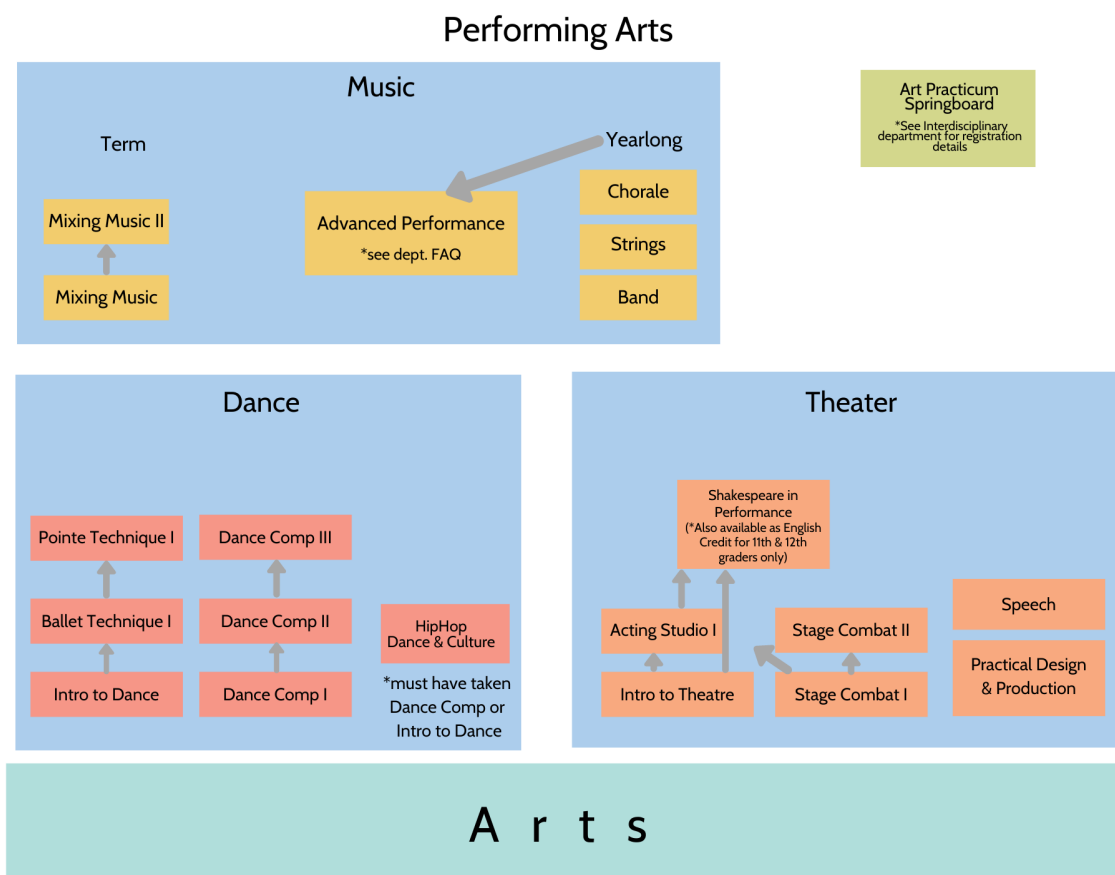 Performing Arts
Music
Term
Mixing Music II
Mixing Music
Advanced Performance
*see dept. FAQ
Yearlong
Chorale
Strings
Band
Art Practicum
Springboard
*See Interdisciplinary
department for registration
details
Dance
Pointe Technique I
Ballet Technique I
Intro to Dance
Dance Comp III
Dance Comp II
Dance Comp I
HipHop
Dance & Culture
*must have taken
Dance Comp or
Intro to Dance
Theater
Shakespeare in
Performance
(*Also available as English
Credit for 11th & 12th
graders only)
Acting Studio I
Intro to Theatre
Stage Combat II
Stage Combat I
Speech
Practical Design
& Production
Arts